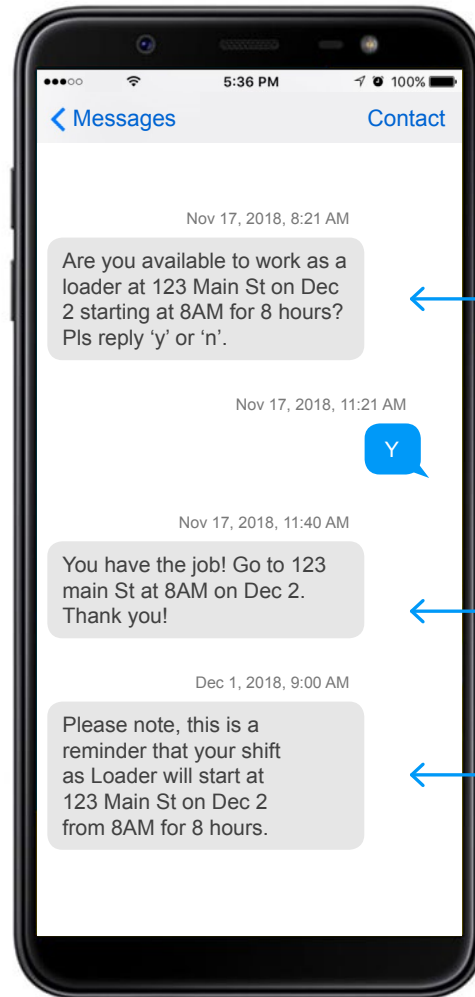 5:36 PM
100%
Messages
Contact
Nov 17, 2018, 8:21 AM
Are you available to work as a
loader at 123 Main St on Dec
2 starting at 8AM for 8 hours?
Pls reply ‘y’ or ‘n’.
Nov 17, 2018, 11:21 AM
Y
Nov 17, 2018, 11:40 AM
You have the job! Go to 123
main St at 8AM on Dec 2.
Thank you!
Dec 1, 2018, 9:00 AM
Please note, this is a
reminder that your shift
as Loader will start at
123 Main St on Dec 2
from 8AM for 8 hours.